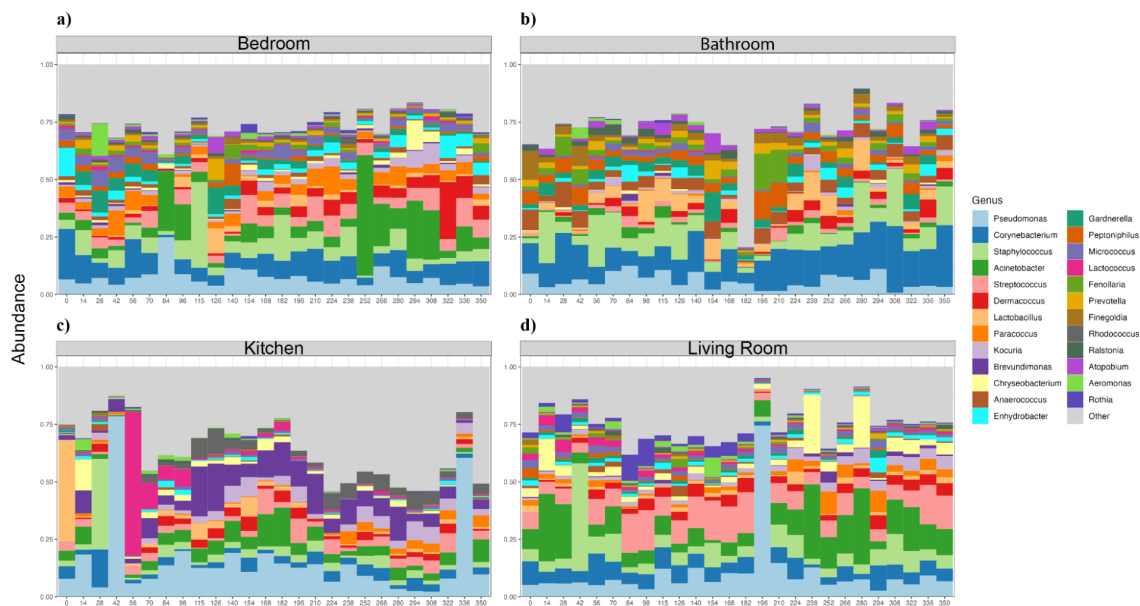 a)
Bedroom
1.00
0.75
0.50
0.25
0.00
0 14 28 42 56 70 84 98 115 126 140 154 168 182 196 210 224 238 252 266 280 294 308 322 336 350
b)
Bathroom
1.00
0.75
0.50
0.25
0.00
0 14 28 42 56 70 84 98 115 126 140 154 168 182 196 210 224 238 252 266 280 294 308 322 336 350
Abundance
c)
Kitchen
1.00
0.75
0.50
0.25
0.00
0 14 28 42 56 70 84 98 115 126 140 154 168 182 196 210 224 238 252 266 280 294 308 322 336 350
d)
Living Room
1.00
0.75
0.50
0.25
0.00
0 14 28 42 56 70 84 98 115 126 140 154 168 182 196 210 224 238 252 266 280 294 308 322 336 350
Genus
Pseudomonas
Corynebacterium
Staphylococcus
Acinetobacter
Streptococcus
Dermacoccus
Lactobacillus
Paracoccus
Kocuria
Brevundimonas
Chryseobacterium
Anaerococcus
Enhydrobacter
Gardnerella
Peptoniphilus
Micrococcus
Lactococcus
Fenollaria
Prevotella
Finegoldia
Rhodococcus
Ralstonia
Atopobium
Aeromonas
Rothia
Other